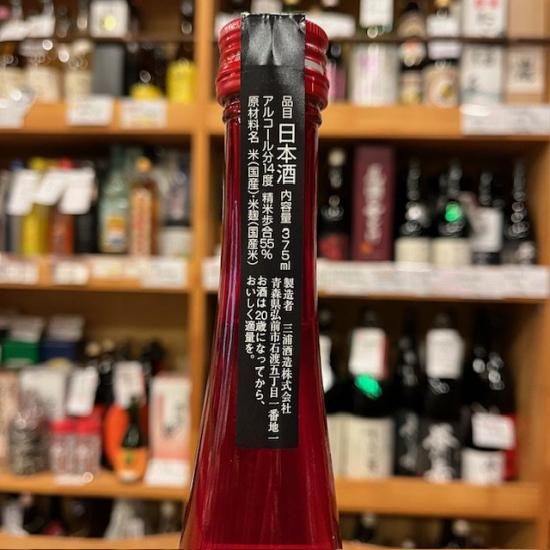 品目 日本酒 内容量 375ml
アルコール分14度 精米歩合55%
原材料名 米(国産)・米麹(国産米)
製造者 三浦酒造株式会社
青森県弘前市石渡五丁目一番地一
お酒は20歳になってから、
おいしく適量を。